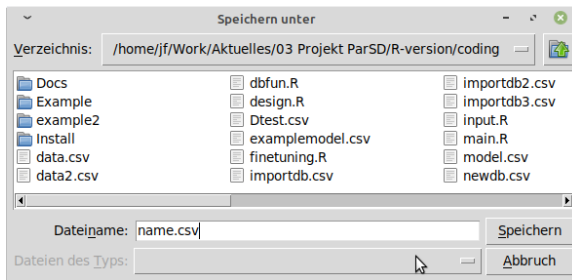 Speichern unter
Verzeichnis: /home/jf/Work/Aktuelles/03 Projekt ParSD/R-version/coding
Docs dbfun.R importdb2.csv
Example design.R importdb3.csv
example2 Dtest.csv input.R
Install examplemodel.csv main.R
data.csv finetuning.R model.csv
data2.csv importdb.csv newdb.csv
Dateiname: name.csv Speichern
Dateien des Typs: Abbruch